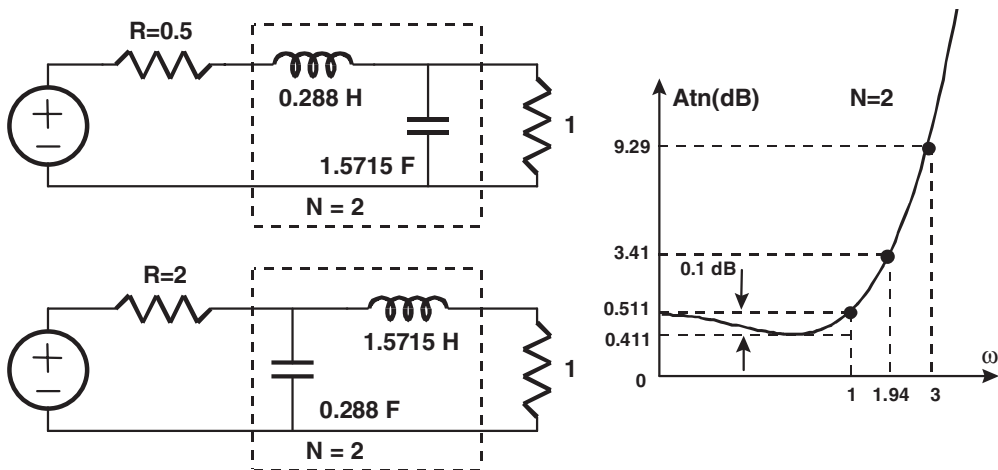 R=0.5
0.288 H
1.5715 F
1
N = 2
R=2
1.5715 H
0.288 F
1
N = 2
Atn(dB)
N=2
9.29
3.41
0.1 dB
0.511
0.411
0
1
1.94
3
ω